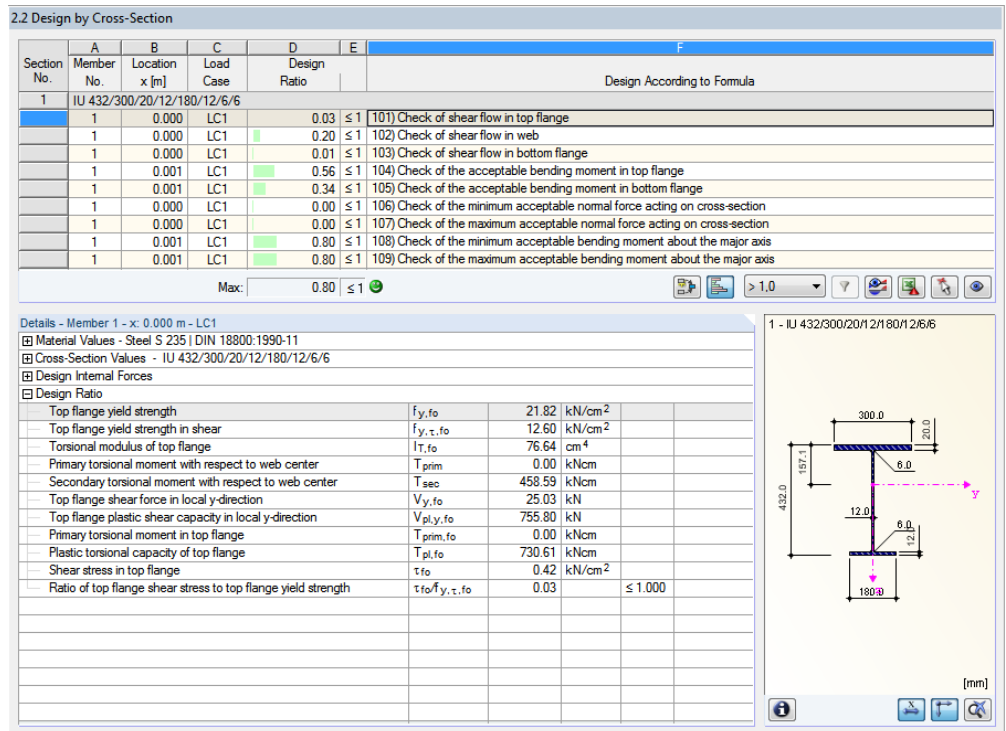 2.2 Design by Cross-Section
A B C D E F
Section Member Location Load Design
No. No. x [m] Case Ratio Design According to Formula
1 IU 432/300/20/12/180/12/6/6
1 0.000 LC1 0.03 ≤ 1 101) Check of shear flow in top flange
1 0.000 LC1 0.20 ≤ 1 102) Check of shear flow in web
1 0.000 LC1 0.01 ≤ 1 103) Check of shear flow in bottom flange
1 0.001 LC1 0.56 ≤ 1 104) Check of the acceptable bending moment in top flange
1 0.001 LC1 0.34 ≤ 1 105) Check of the acceptable bending moment in bottom flange
1 0.000 LC1 0.00 ≤ 1 106) Check of the minimum acceptable normal force acting on cross-section
1 0.000 LC1 0.00 ≤ 1 107) Check of the maximum acceptable normal force acting on cross-section
1 0.001 LC1 0.80 ≤ 1 108) Check of the minimum acceptable bending moment about the major axis
1 0.001 LC1 0.80 ≤ 1 109) Check of the maximum acceptable bending moment about the major axis
Max: 0.80 ≤ 1 > 1,0
Details - Member 1 - x: 0.000 m - LC1
Material Values - Steel S 235 | DIN 18800:1990-11
Cross-Section Values - IU 432/300/20/12/180/12/6/6
Design Internal Forces
Design Ratio
Top flange yield strength fy,fo 21.82 kN/cm2
Top flange yield strength in shear fy,τ,fo 12.60 kN/cm2
Torsional modulus of top flange IT,fo 76.64 cm4
Primary torsional moment with respect to web center Tprim 0.00 kNcm
Secondary torsional moment with respect to web center Tsec 458.59 kNcm
Top flange shear force in local y-direction Vy,fo 25.03 kN
Top flange plastic shear capacity in local y-direction Vpl,y,fo 755.80 kN
Primary torsional moment in top flange Tprim,fo 0.00 kNcm
Plastic torsional capacity of top flange Tpl,fo 730.61 kNcm
Shear stress in top flange τfo 0.42 kN/cm2
Ratio of top flange shear stress to top flange yield strength τfo/fy,τ,fo 0.03 ≤ 1.000
1 - IU 432/300/20/12/180/12/6/6
300.0
20.0
157.1
6.0
y
432.0
12.0
6.0
12.0
180.0
[mm]